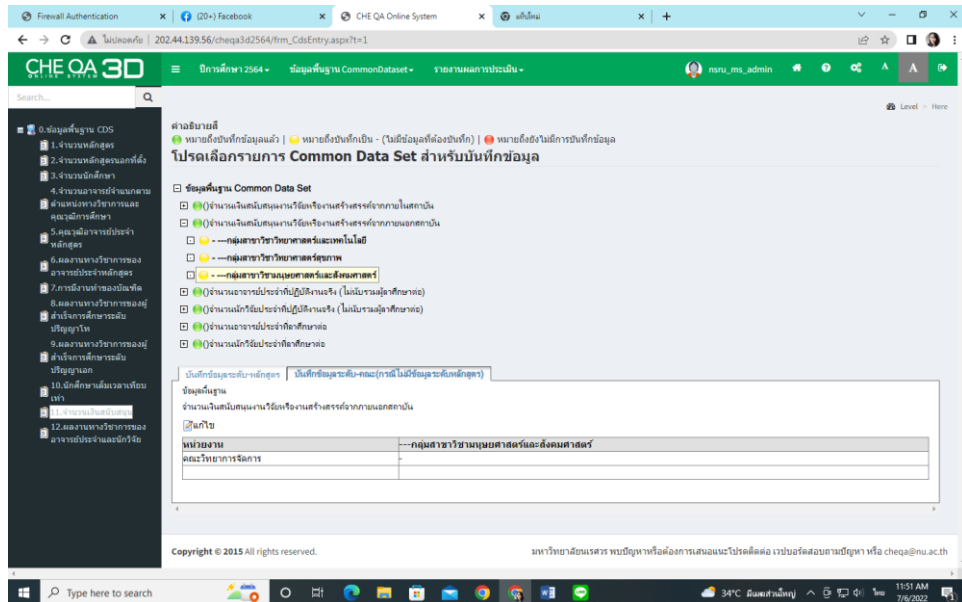 Firewall Authentication
(20+) Facebook
CHE QA Online System
แท็บใหม่
ไม่ปลอดภัย | 202.44.139.56/cheqa3d2564/frm_CdsEntry.aspx?t=1
CHE QA 3D
ONLINE SYSTEM
ปีการศึกษา 2564
ข้อมูลพื้นฐาน CommonDataset
รายงานผลการประเมิน
nsru_ms_admin
A
A
Search...
Level > Here
0.ข้อมูลพื้นฐาน CDS
1.จำนวนหลักสูตร
2.จำนวนหลักสูตรนอกที่ตั้ง
3.จำนวนนักศึกษา
4.จำนวนอาจารย์จำแนกตาม
ตำแหน่งทางวิชาการและ
คุณวุฒิการศึกษา
5.คุณวุฒิอาจารย์ประจำ
หลักสูตร
6.ผลงานทางวิชาการของ
อาจารย์ประจำหลักสูตร
7.การมีงานทำของบัณฑิต
8.ผลงานทางวิชาการของผู้
สำเร็จการศึกษาระดับ
ปริญญาโท
9.ผลงานทางวิชาการของผู้
สำเร็จการศึกษาระดับ
ปริญญาเอก
10.นักศึกษาเต็มเวลาเทียบ
เท่า
11.จำนวนเงินสนับสนุน
12.ผลงานทางวิชาการของ
อาจารย์ประจำและนักวิจัย
คำอธิบายสี
หมายถึงบันทึกข้อมูลแล้ว | หมายถึงบันทึกเป็น - (ไม่มีข้อมูลที่ต้องบันทึก) | หมายถึงยังไม่มีการบันทึกข้อมูล
โปรดเลือกรายการ Common Data Set สำหรับบันทึกข้อมูล
ข้อมูลพื้นฐาน Common Data Set
()จำนวนเงินสนับสนุนงานวิจัยหรืองานสร้างสรรค์จากภายในสถาบัน
()จำนวนเงินสนับสนุนงานวิจัยหรืองานสร้างสรรค์จากภายนอกสถาบัน
- ---กลุ่มสาขาวิชาวิทยาศาสตร์และเทคโนโลยี
- ---กลุ่มสาขาวิชาวิทยาศาสตร์สุขภาพ
- ---กลุ่มสาขาวิชามนุษยศาสตร์และสังคมศาสตร์
()จำนวนอาจารย์ประจำที่ปฏิบัติงานจริง (ไม่นับรวมผู้ลาศึกษาต่อ)
()จำนวนนักวิจัยประจำที่ปฏิบัติงานจริง (ไม่นับรวมผู้ลาศึกษาต่อ)
()จำนวนอาจารย์ประจำที่ลาศึกษาต่อ
()จำนวนนักวิจัยประจำที่ลาศึกษาต่อ
บันทึกข้อมูลระดับ-หลักสูตร
บันทึกข้อมูลระดับ-คณะ(กรณีไม่มีข้อมูลระดับหลักสูตร)
ข้อมูลพื้นฐาน
จำนวนเงินสนับสนุนงานวิจัยหรืองานสร้างสรรค์จากภายนอกสถาบัน
แก้ไข
หน่วยงาน
---กลุ่มสาขาวิชามนุษยศาสตร์และสังคมศาสตร์
คณะวิทยาการจัดการ
-
Copyright © 2015 All rights reserved.
มหาวิทยาลัยนเรศวร พบปัญหาหรือต้องการเสนอแนะโปรดติดต่อ เวปบอร์ดสอบถามปัญหา หรือ cheqa@nu.ac.th
Type here to search
34°C มีแดดส่วนใหญ่
ไทย
11:51 AM
7/6/2022